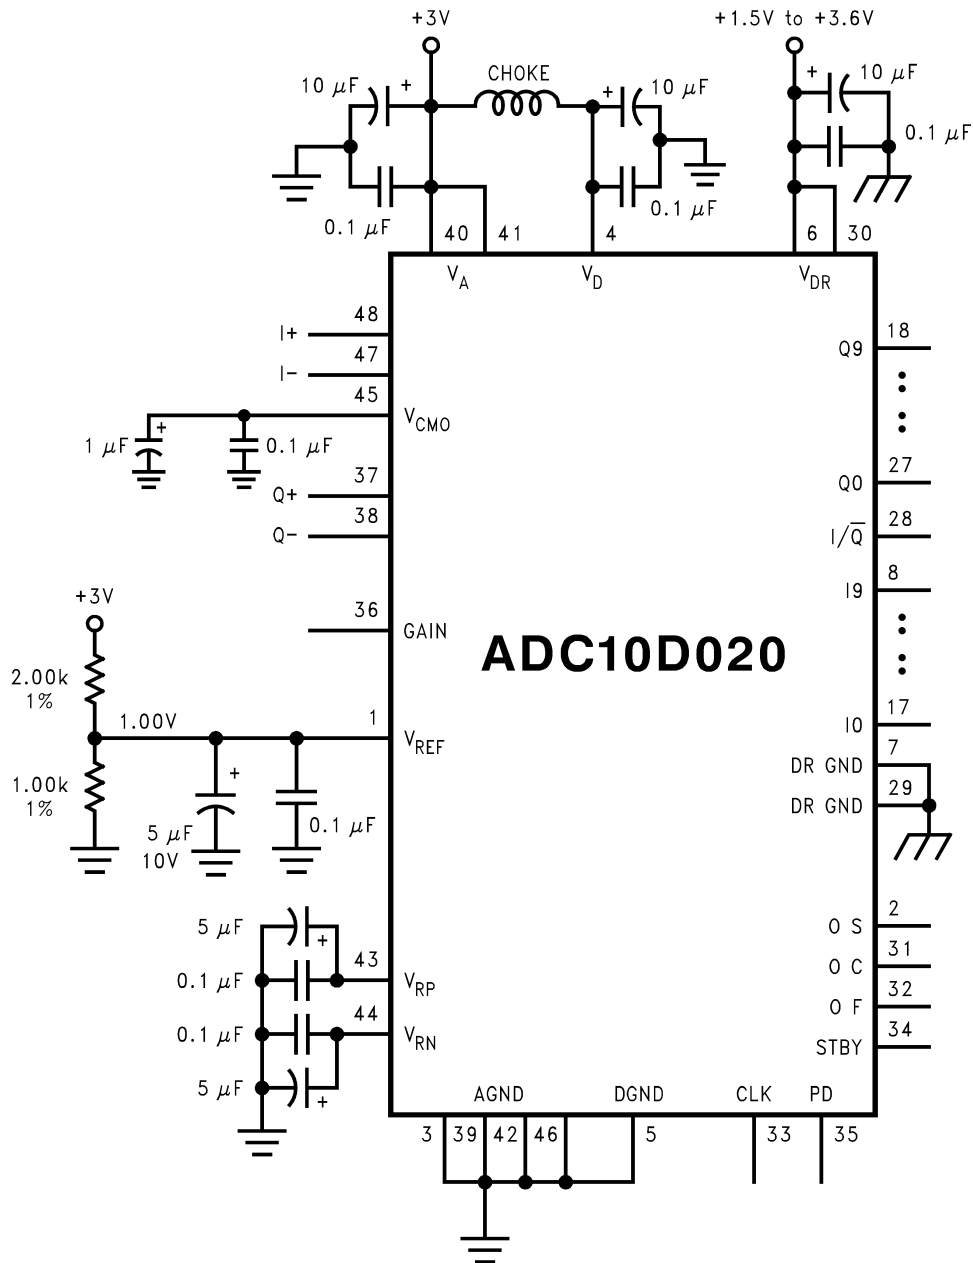 +3V
+1.5V to +3.6V
10 µF
+
CHOKE
+
10 µF
+
10 µF
0.1 µF
0.1 µF
0.1 µF
40
41
4
6
30
VA
VD
VDR
48
I+
47
I-
45
VCMO
1 µF
+
0.1 µF
37
Q+
38
Q-
36
GAIN
+3V
2.00k
1%
1.00V
1
VREF
1.00k
1%
+
5 µF
10V
0.1 µF
ADC10D020
18
Q9
27
Q0
28
I/Q̅
8
I9
17
I0
7
DR GND
29
DR GND
5 µF
+
43
0.1 µF
VRP
44
0.1 µF
VRN
5 µF
+
2
O S
31
O C
32
O F
34
STBY
AGND
DGND
CLK
PD
3
39
42
46
5
33
35